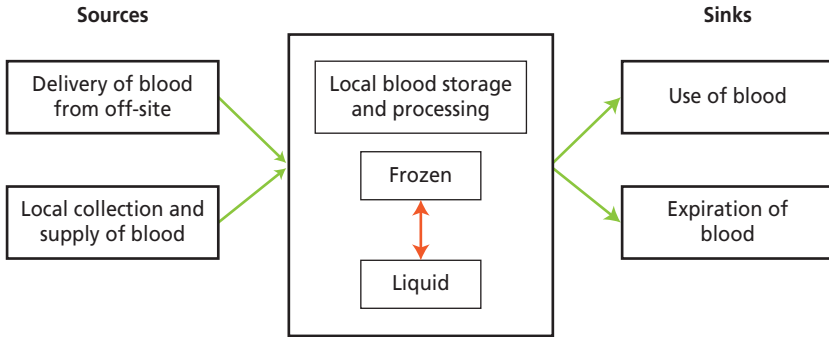 Sources
Sinks
Delivery of blood
from off-site
Local collection and
supply of blood
Local blood storage
and processing
Frozen
Liquid
Use of blood
Expiration of
blood